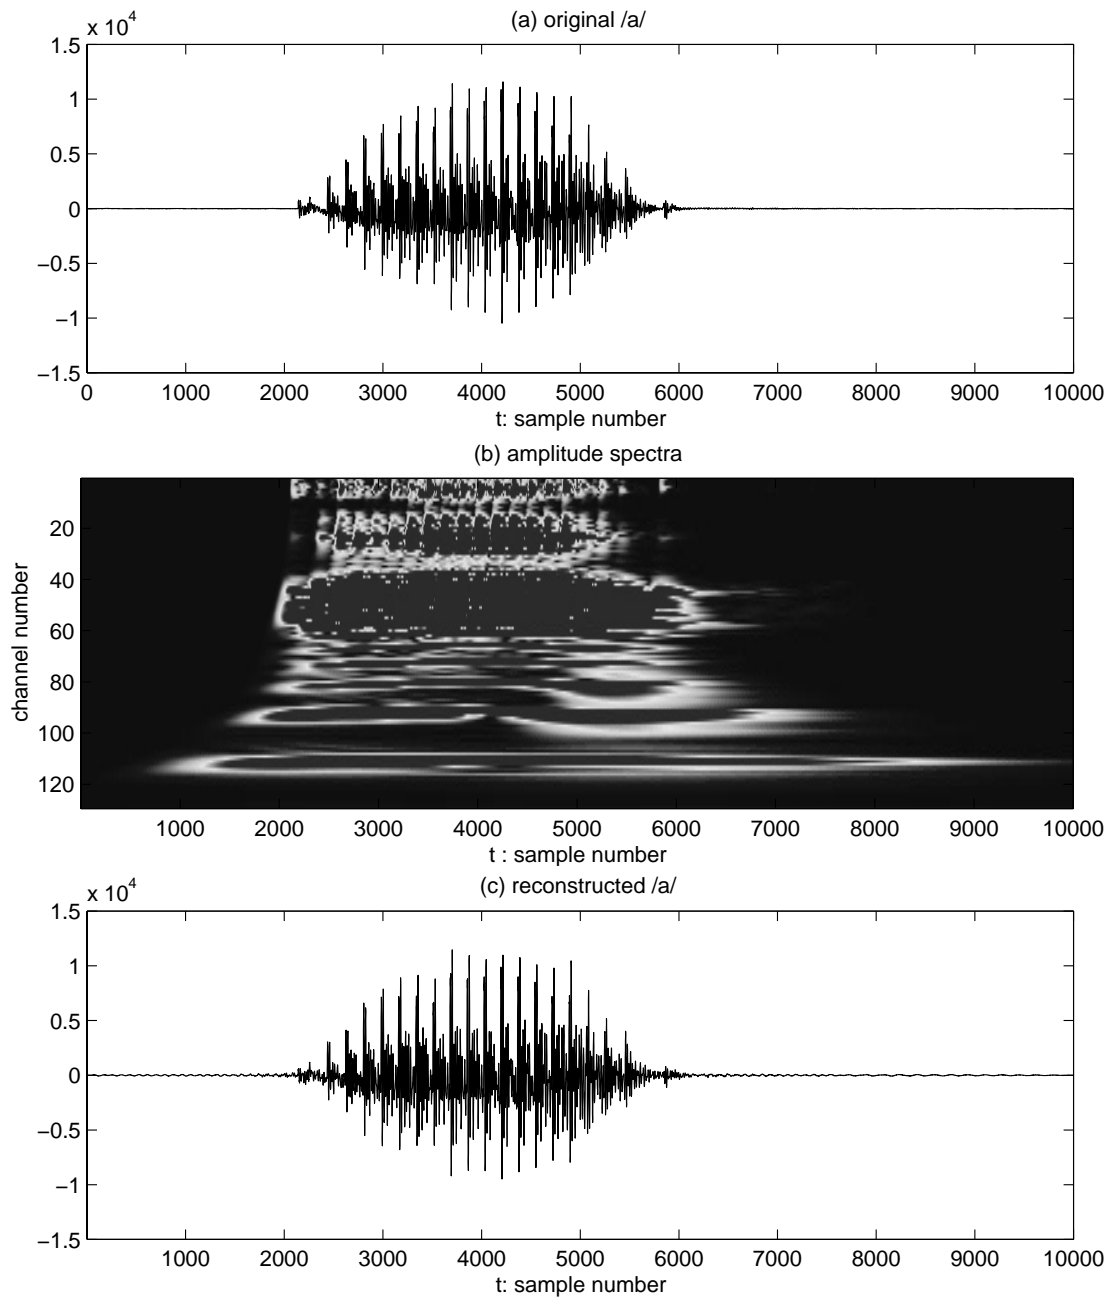 (a) original /a/
x 10^4
1.5
1
0.5
0
−0.5
−1
−1.5
0 1000 2000 3000 4000 5000 6000 7000 8000 9000 10000
t: sample number
(b) amplitude spectra
channel number
20
40
60
80
100
120
1000 2000 3000 4000 5000 6000 7000 8000 9000 10000
t : sample number
(c) reconstructed /a/
x 10^4
1.5
1
0.5
0
−0.5
−1
−1.5
1000 2000 3000 4000 5000 6000 7000 8000 9000 10000
t: sample number